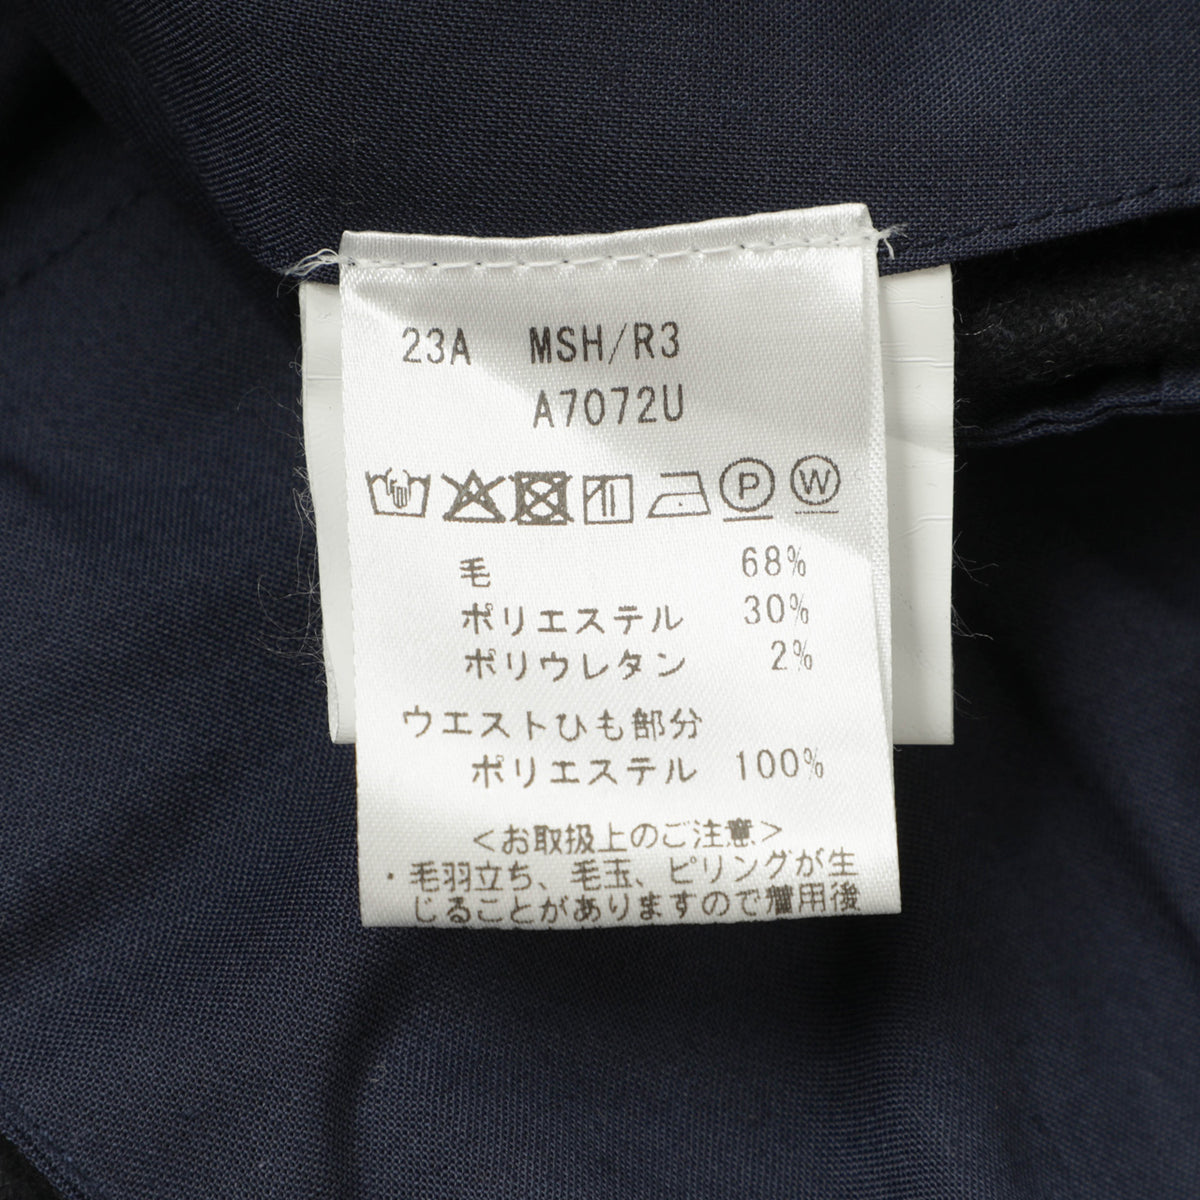 23A MSH/R3
A7072U
P W
毛 68%
ポリエステル 30%
ポリウレタン 2%
ウエストひも部分
ポリエステル 100%
<お取扱上のご注意>
・毛羽立ち、毛玉、ピリングが生
じることがありますので着用後